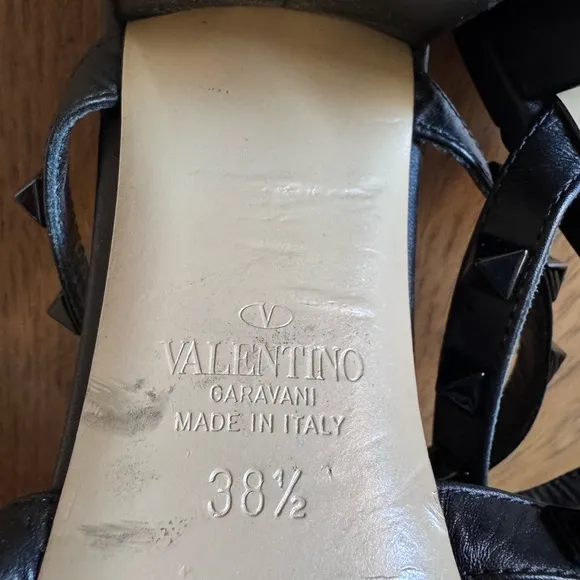 V
VALENTINO
GARAVANI
MADE IN ITALY
38½